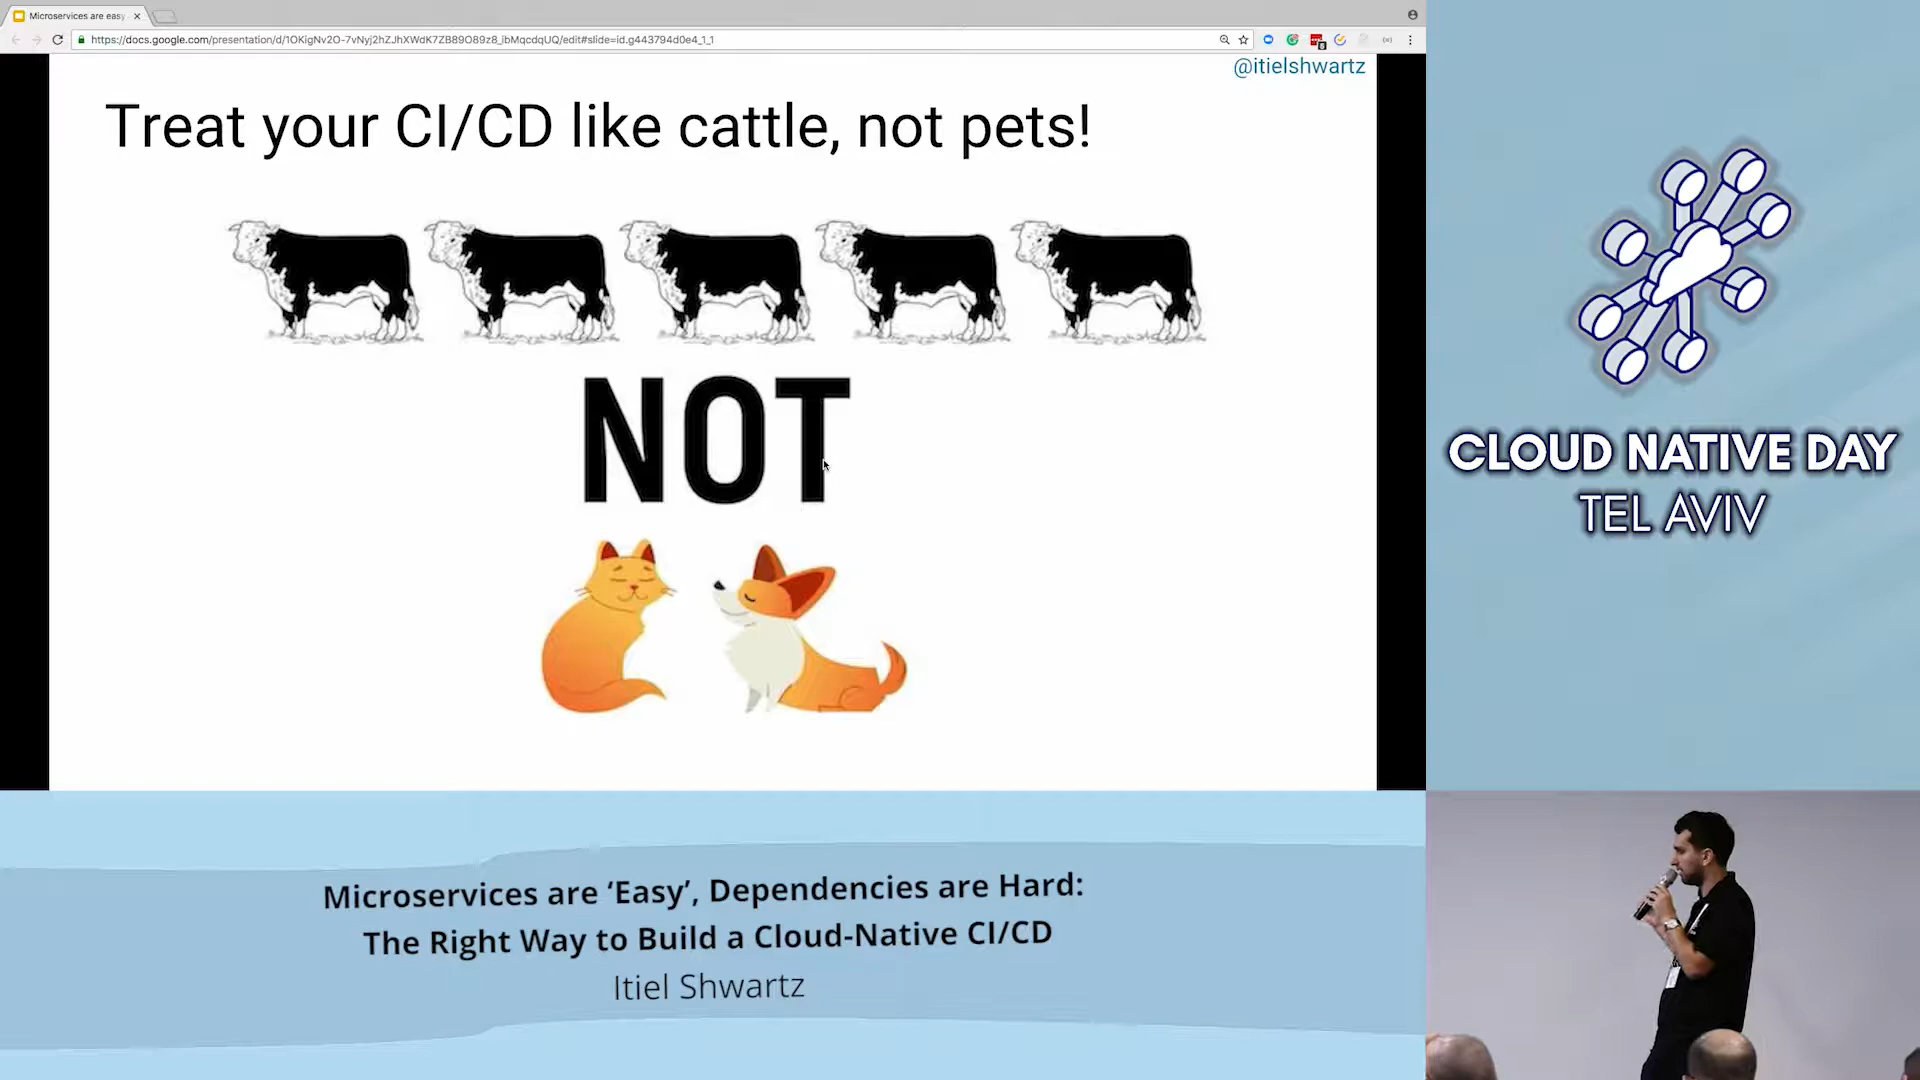 Microservices are easy
https://docs.google.com/presentation/d/1OKigNv2O-7vNyj2hZJhXWdK7ZB89O89z8_ibMqcdqUQ/edit#slide=id.g443794d0e4_1_1
@itielshwartz
Treat your CI/CD like cattle, not pets!
NOT
CLOUD NATIVE DAY
TEL AVIV
Microservices are ‘Easy’, Dependencies are Hard:
The Right Way to Build a Cloud-Native CI/CD
Itiel Shwartz